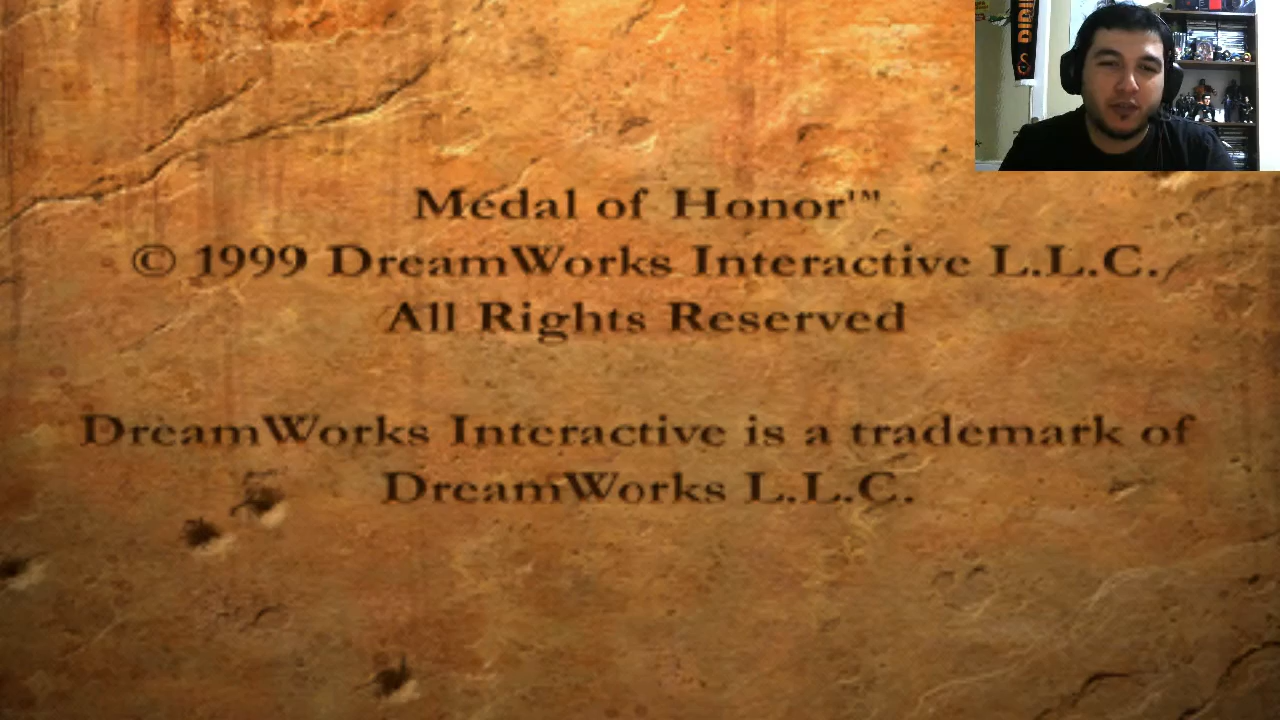 Medal of Honor™
© 1999 DreamWorks Interactive L.L.C.
All Rights Reserved
DreamWorks Interactive is a trademark of
DreamWorks L.L.C.